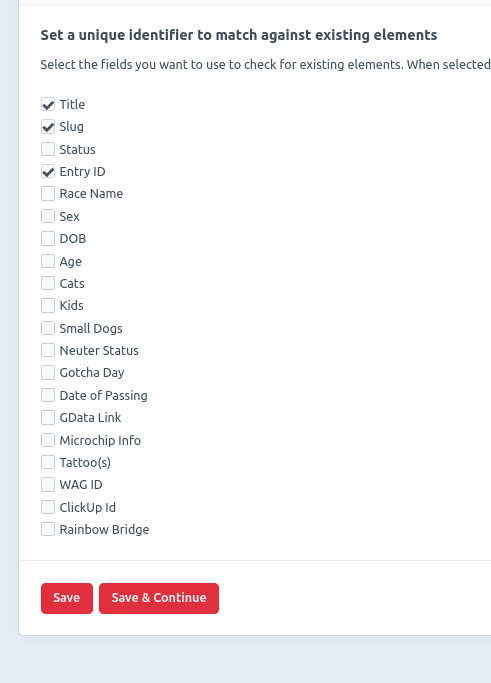 Set a unique identifier to match against existing elements
Select the fields you want to use to check for existing elements. When selected
Title
Slug
Status
Entry ID
Race Name
Sex
DOB
Age
Cats
Kids
Small Dogs
Neuter Status
Gotcha Day
Date of Passing
GData Link
Microchip Info
Tattoo(s)
WAG ID
ClickUp Id
Rainbow Bridge
Save Save & Continue